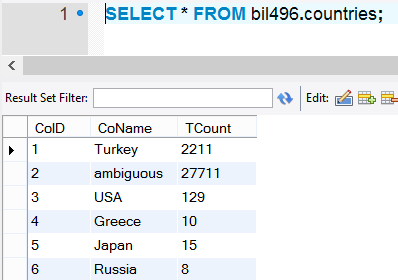 1 SELECT * FROM bil496.countries;
Result Set Filter: Edit:
CoID CoName TCount
1 Turkey 2211
2 ambiguous 27711
3 USA 129
4 Greece 10
5 Japan 15
6 Russia 8